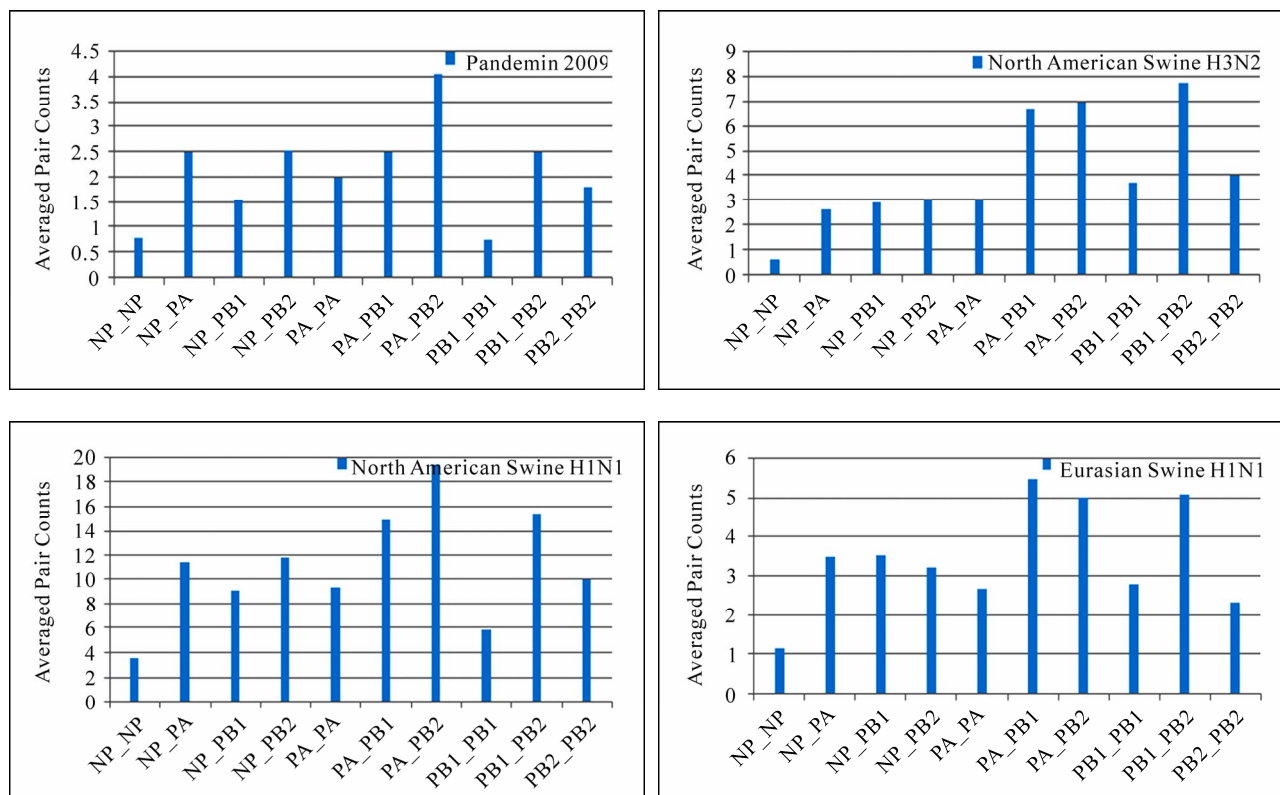 Pandemin 2009
Averaged Pair Counts
4.5
4
3.5
3
2.5
2
1.5
1
0.5
0
NP_NP
NP_PA
NP_PB1
NP_PB2
PA_PA
PA_PB1
PA_PB2
PB1_PB1
PB1_PB2
PB2_PB2
North American Swine H3N2
Averaged Pair Counts
9
8
7
6
5
4
3
2
1
0
NP_NP
NP_PA
NP_PB1
NP_PB2
PA_PA
PA_PB1
PA_PB2
PB1_PB1
PB1_PB2
PB2_PB2
North American Swine H1N1
Averaged Pair Counts
20
18
16
14
12
10
8
6
4
2
0
NP_NP
NP_PA
NP_PB1
NP_PB2
PA_PA
PA_PB1
PA_PB2
PB1_PB1
PB1_PB2
PB2_PB2
Eurasian Swine H1N1
Averaged Pair Counts
6
5
4
3
2
1
0
NP_NP
NP_PA
NP_PB1
NP_PB2
PA_PA
PA_PB1
PA_PB2
PB1_PB1
PB1_PB2
PB2_PB2